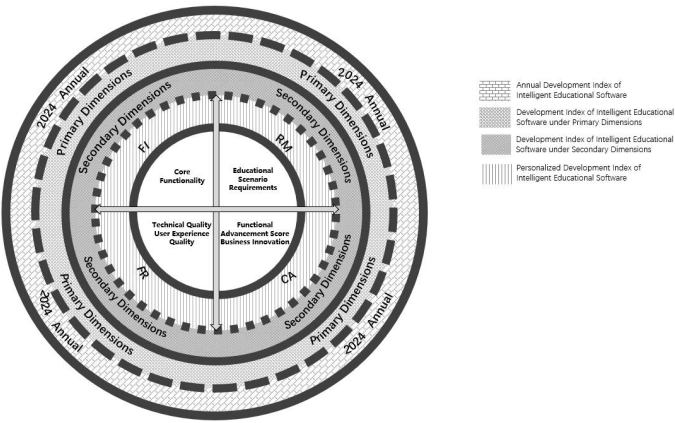 2024 Annual
2024 Annual
Primary Dimensions
Primary Dimensions
Secondary Dimensions
Secondary Dimensions
FI
RM
Core
Functionality
Educational
Scenario
Requirements
Technical Quality
User Experience
Quality
Functional
Advancement Score
Business Innovation
FR
CA
Secondary Dimensions
Secondary Dimensions
Primary Dimensions
Primary Dimensions
2024 Annual
2024 Annual
Annual Development Index of
Intelligent Educational Software
Development Index of Intelligent Educational
Software under Primary Dimensions
Development Index of Intelligent Educational
Software under Secondary Dimensions
Personalized Development Index of
Intelligent Educational Software